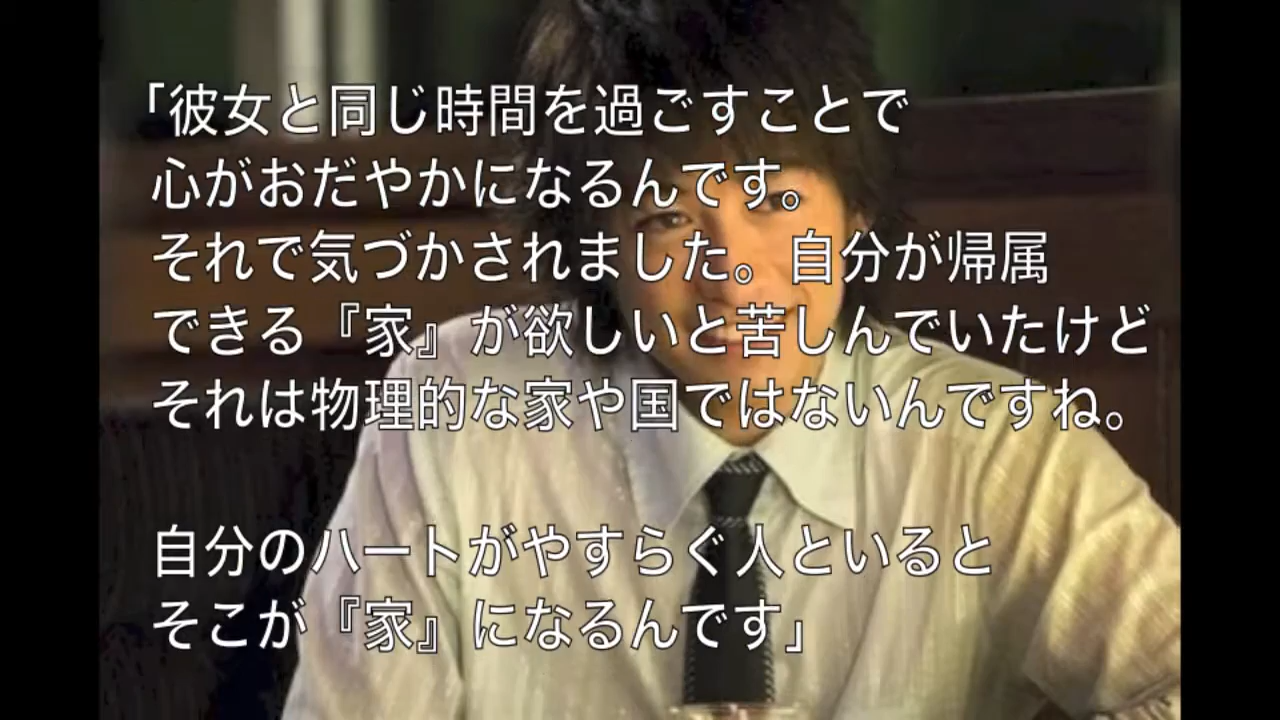 「彼女と同じ時間を過ごすことで
心がおだやかになるんです。
それで気づかされました。自分が帰属
できる『家』が欲しいと苦しんでいたけど
それは物理的な家や国ではないんですね。
自分のハートがやすらぐ人といると
そこが『家』になるんです」